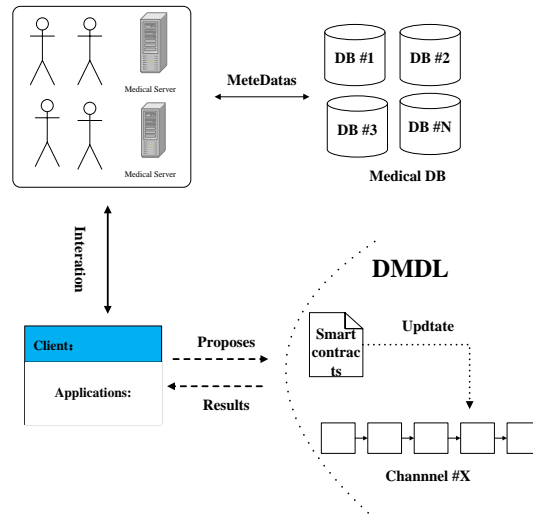 Medical Server
Medical Server
MeteDatas
DB #1
DB #2
DB #3
DB #N
Medical DB
Interation
DMDL
Client：
Applications:
Proposes
Results
Smart
contrac
ts
Updtate
Channnel #X